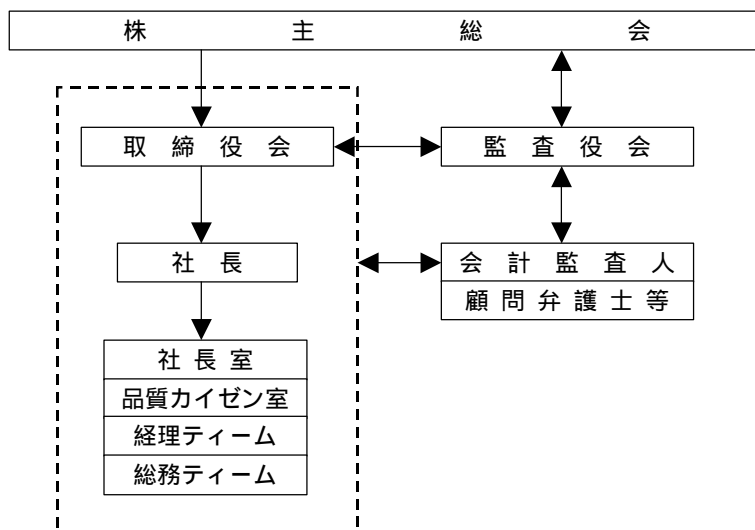 株主総会
取締役会
監査役会
社長
会計監査人
顧問弁護士等
社長室
品質カイゼン室
経理ティーム
総務ティーム